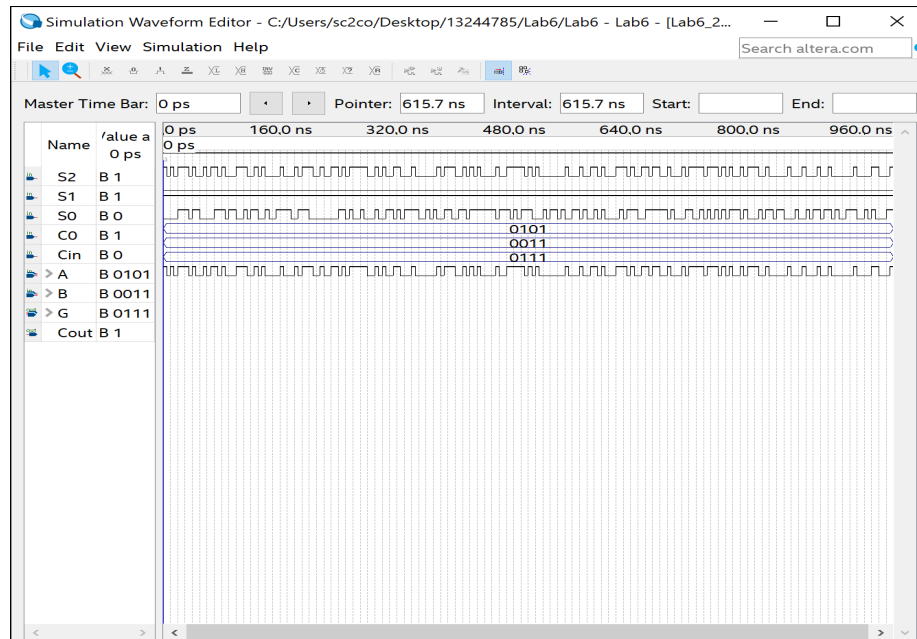 Simulation Waveform Editor - C:/Users/sc2co/Desktop/13244785/Lab6/Lab6 - Lab6 - [Lab6_2...
File Edit View Simulation Help
Search altera.com
Master Time Bar: 0 ps Pointer: 615.7 ns Interval: 615.7 ns Start: End:
Name /alue a 0 ps
0 ps 160,0 ns 320,0 ns 480,0 ns 640,0 ns 800,0 ns 960,0 ns
0 ps
S2 B 1
S1 B 1
S0 B 0
C0 B 1 0101
Cin B 0 0011
0111
> A B 0101
> B B 0011
> G B 0111
Cout B 1